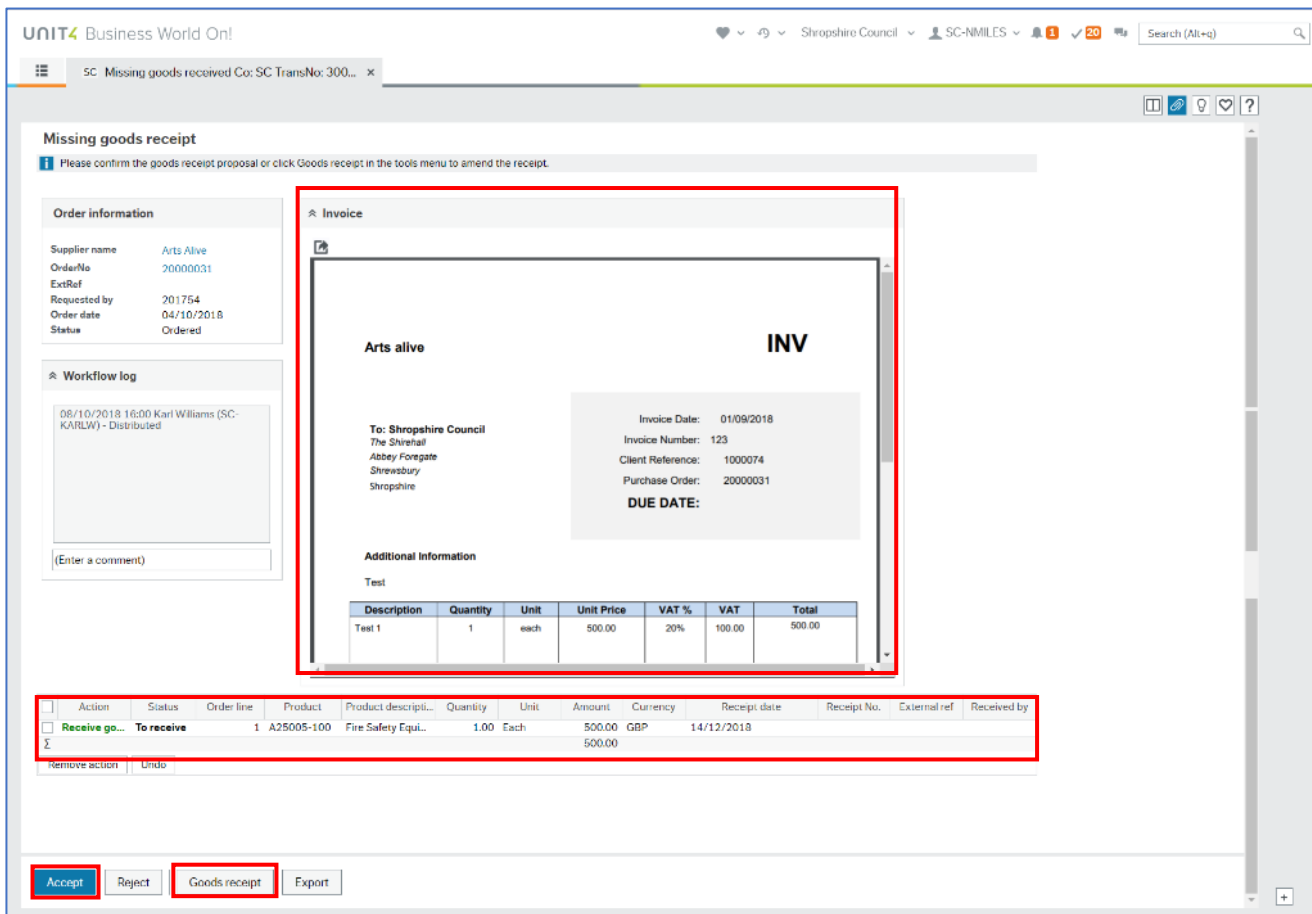 UNIT4 Business World On!
Shropshire Council
SC-NMILES
1
20
Search (Alt+q)
SC Missing goods received Co: SC TransNo: 300... x
?
Missing goods receipt
i Please confirm the goods receipt proposal or click Goods receipt in the tools menu to amend the receipt.
Order information
Supplier name Arts Alive
OrderNo 20000031
ExtRef
Requested by 201754
Order date 04/10/2018
Status Ordered
Workflow log
08/10/2018 16:00 Karl Williams (SC-
KARLW) - Distributed
(Enter a comment)
Invoice
Arts alive INV
To: Shropshire Council
The Shirehall
Abbey Foregate
Shrewsbury
Shropshire
Invoice Date: 01/09/2018
Invoice Number: 123
Client Reference: 1000074
Purchase Order: 20000031
DUE DATE:
Additional Information
Test
Description Quantity Unit Unit Price VAT % VAT Total
Test 1 1 each 500.00 20% 100.00 500.00
Action Status Order line Product Product descripti... Quantity Unit Amount Currency Receipt date Receipt No. External ref Received by
Receive go... To receive 1 A25005-100 Fire Safety Equi... 1.00 Each 500.00 GBP 14/12/2018
Σ 500.00
Remove action Undo
Accept Reject Goods receipt Export
+